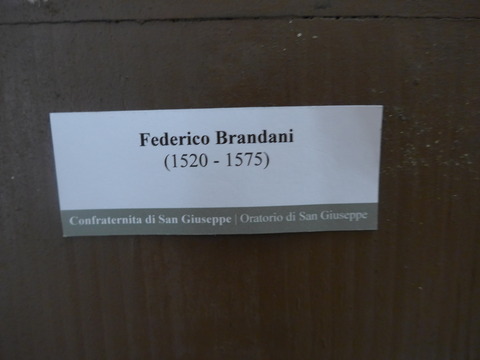 Federico Brandani
(1520 - 1575)
Confraternita di San Giuseppe | Oratorio di San Giuseppe